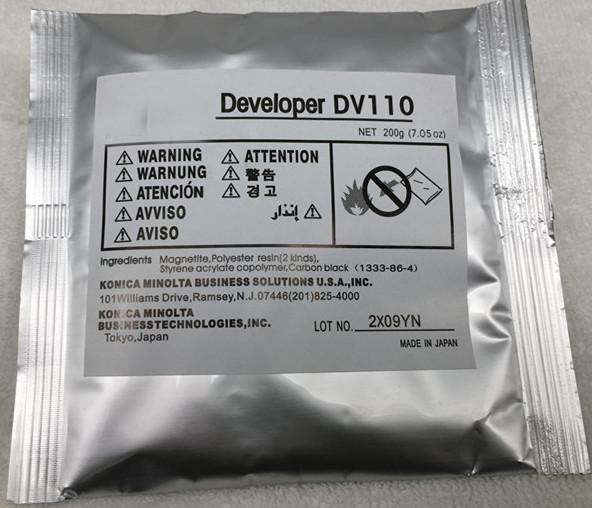 Developer DV110
NET 200g (7.05 oz)
WARNING
WARNUNG
ATENCIÓN
AVVISO
AVISO
ATTENTION
警告
경고
إنذار
Ingredients Magnetite,Polyester resin(2 kinds),
Styrene acrylate copolymer,Carbon black (1333-86-4)
KONICA MINOLTA BUSINESS SOLUTIONS U.S.A.,INC.
101Williams Drive,Ramsey,N.J.07446(201)825-4000
KONICA MINOLTA
BUSINESSTECHNOLOGIES,INC.
Tokyo,Japan
LOT NO. 2X09YN
MADE IN JAPAN